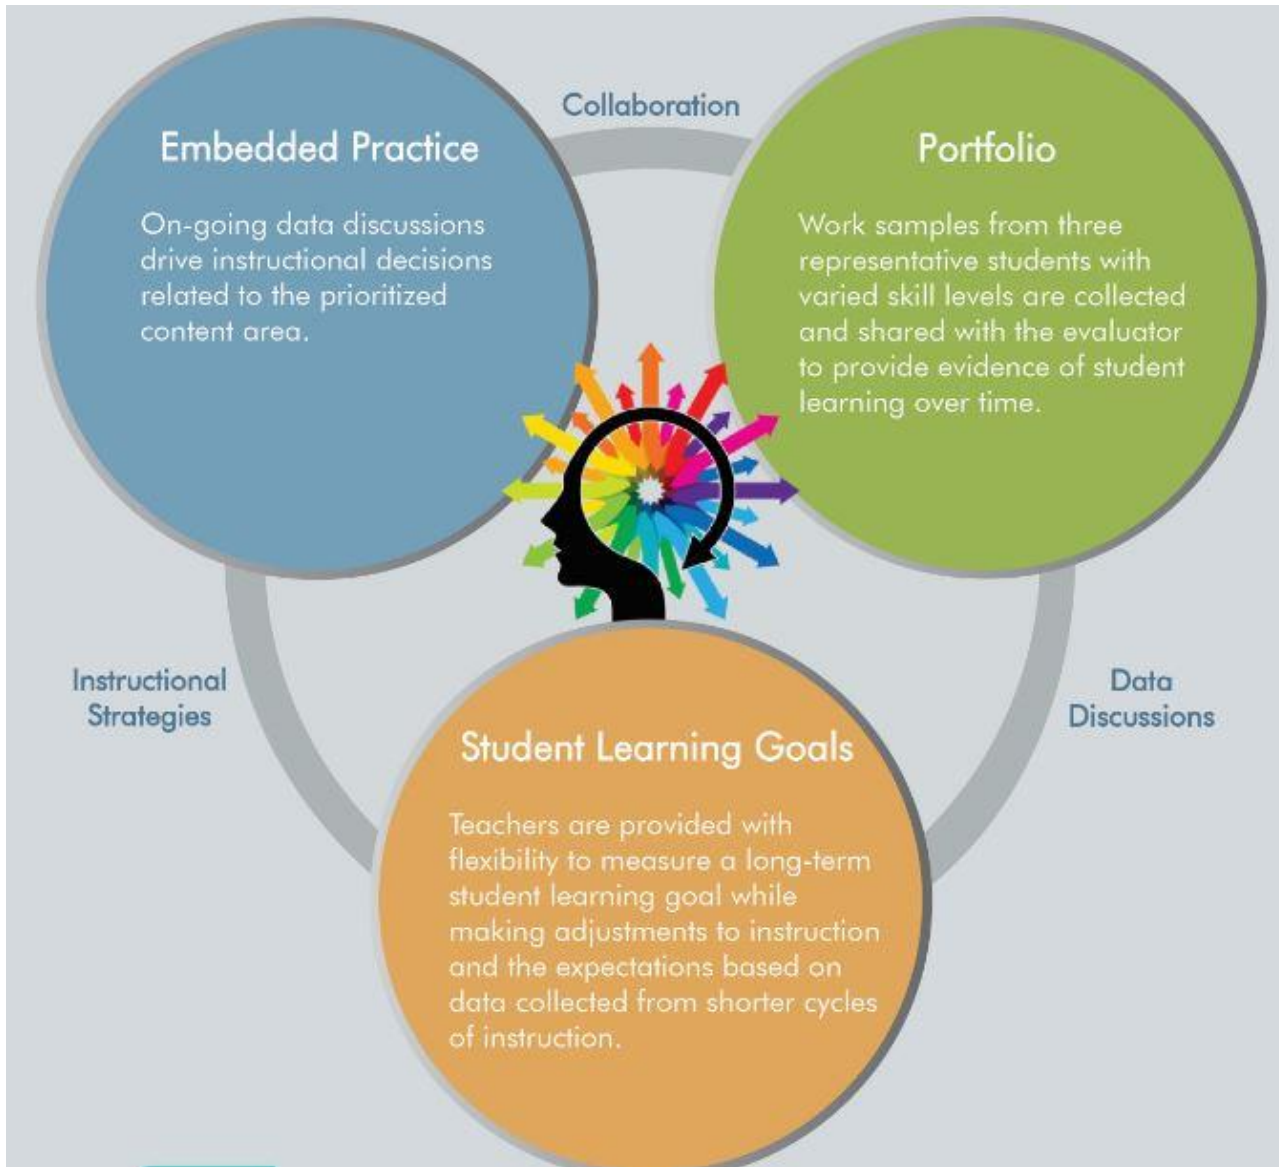 Collaboration
Embedded Practice
On-going data discussions
drive instructional decisions
related to the prioritized
content area.
Portfolio
Work samples from three
representative students with
varied skill levels are collected
and shared with the evaluator
to provide evidence of student
learning over time.
Instructional
Strategies
Data
Discussions
Student Learning Goals
Teachers are provided with
flexibility to measure a long-term
student learning goal while
making adjustments to instruction
and the expectations based on
data collected from shorter cycles
of instruction.